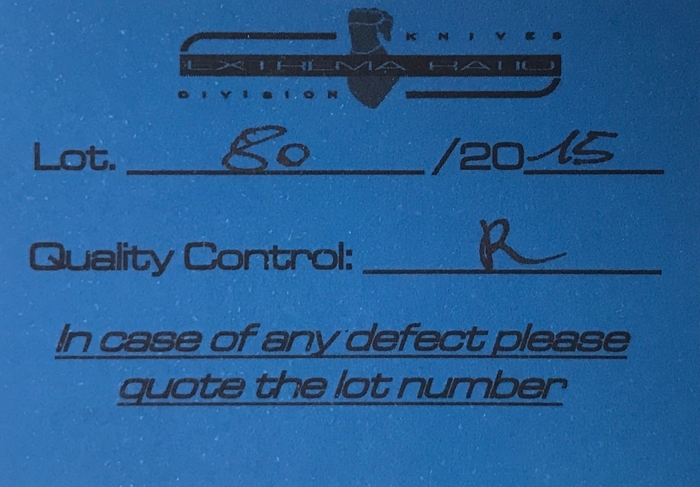 KNIVES
EXTREMA RATIO
DIVISION
Lot. 80 /2015
Quality Control: R
In case of any defect please
quote the lot number